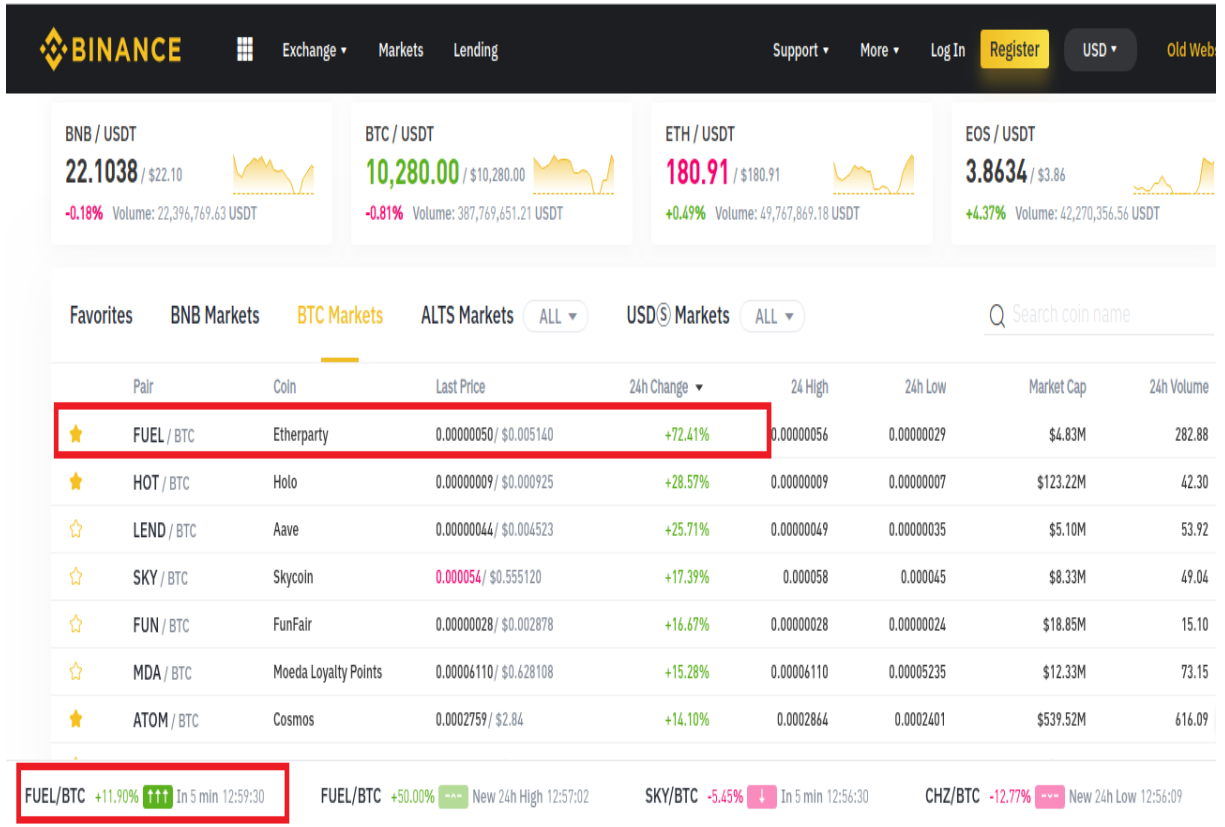 BINANCE Exchange Markets Lending Support More Log In Register USD Old Webs
BNB / USDT
22.1038 / $22.10
-0.18% Volume: 22,396,769.63 USDT
BTC / USDT
10,280.00 / $10,280.00
-0.81% Volume: 387,769,651.21 USDT
ETH / USDT
180.91 / $180.91
+0.49% Volume: 49,767,869.18 USDT
EOS / USDT
3.8634 / $3.86
+4.37% Volume: 42,270,356.56 USDT
Favorites BNB Markets BTC Markets ALTS Markets ALL USDⓈ Markets ALL Search coin name
Pair Coin Last Price 24h Change 24 High 24h Low Market Cap 24h Volume
FUEL / BTC Etherparty 0.00000050/ $0.005140 +72.41% 0.00000056 0.00000029 $4.83M 282.88
HOT / BTC Holo 0.00000009/ $0.000925 +28.57% 0.00000009 0.00000007 $123.22M 42.30
LEND / BTC Aave 0.00000044/ $0.004523 +25.71% 0.00000049 0.00000035 $5.10M 53.92
SKY / BTC Skycoin 0.000054/ $0.555120 +17.39% 0.000058 0.000045 $8.33M 49.04
FUN / BTC FunFair 0.00000028/ $0.002878 +16.67% 0.00000028 0.00000024 $18.85M 15.10
MDA / BTC Moeda Loyalty Points 0.00006110/ $0.628108 +15.28% 0.00006110 0.00005235 $12.33M 73.15
ATOM / BTC Cosmos 0.0002759/ $2.84 +14.10% 0.0002864 0.0002401 $539.52M 616.09
FUEL/BTC +11.90% In 5 min 12:59:30 FUEL/BTC +50.00% New 24h High 12:57:02 SKY/BTC -5.45% In 5 min 12:56:30 CHZ/BTC -12.77% New 24h Low 12:56:09